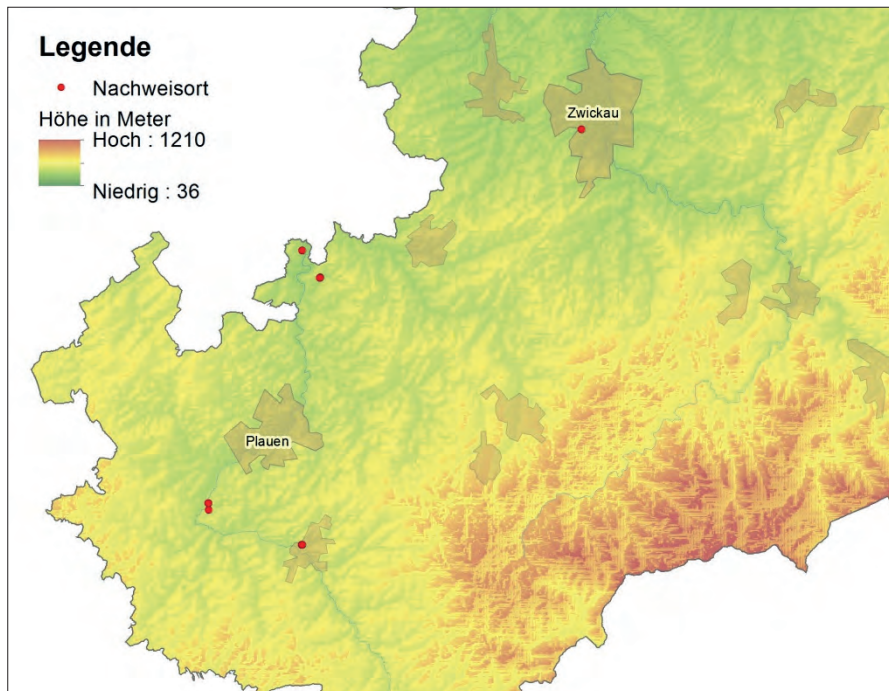 Legende
Nachweisort
Höhe in Meter
Hoch : 1210
Niedrig : 36
Zwickau
Plauen